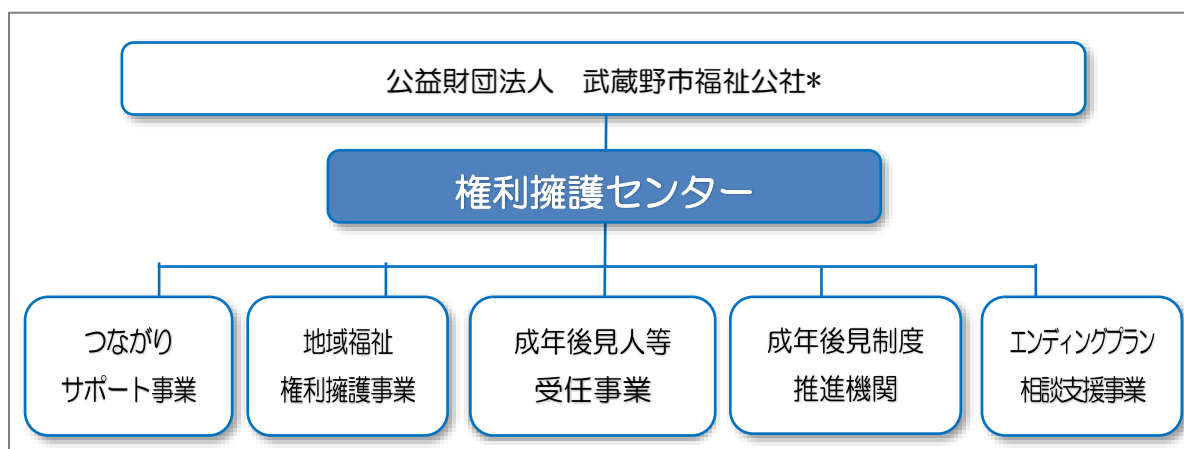 公益財団法人　武蔵野市福祉公社*
権利擁護センター
つながり
サポート事業
地域福祉
権利擁護事業
成年後見人等
受任事業
成年後見制度
推進機関
エンディングプラン
相談支援事業